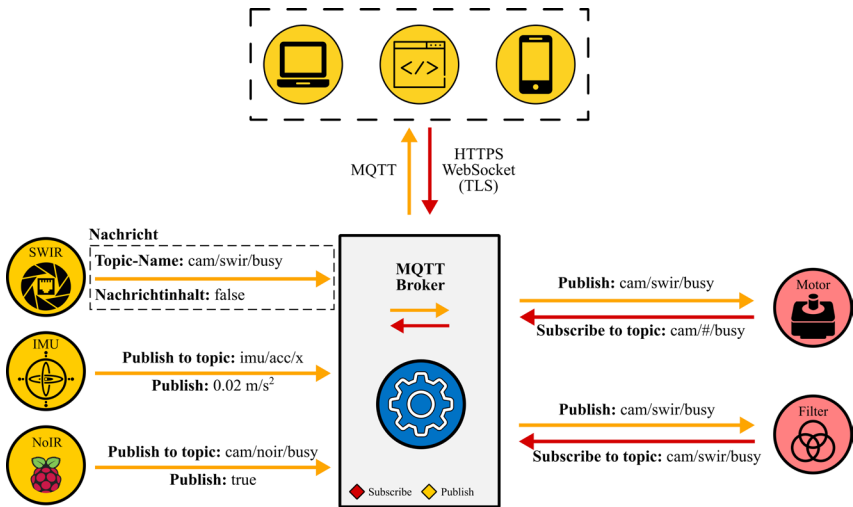 </>
MQTT
HTTPS
WebSocket
(TLS)
Nachricht
SWIR
Topic-Name: cam/swir/busy
Nachrichtinhalt: false
IMU
Publish to topic: imu/acc/x
Publish: 0.02 m/s²
NoIR
Publish to topic: cam/noir/busy
Publish: true
MQTT
Broker
Subscribe
Publish
Publish: cam/swir/busy
Subscribe to topic: cam/#/busy
Motor
Publish: cam/swir/busy
Subscribe to topic: cam/swir/busy
Filter